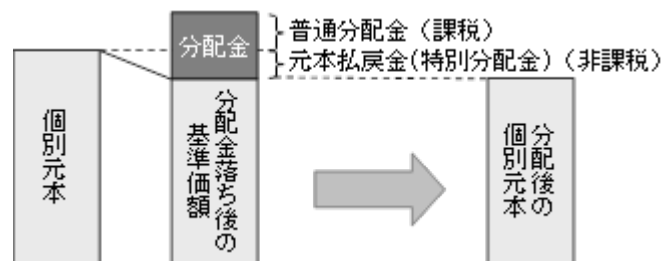 分配金
普通分配金（課税）
元本払戻金(特別分配金)（非課税）
個別元本
分配金落ち後の
基準価額
分配後の
個別元本